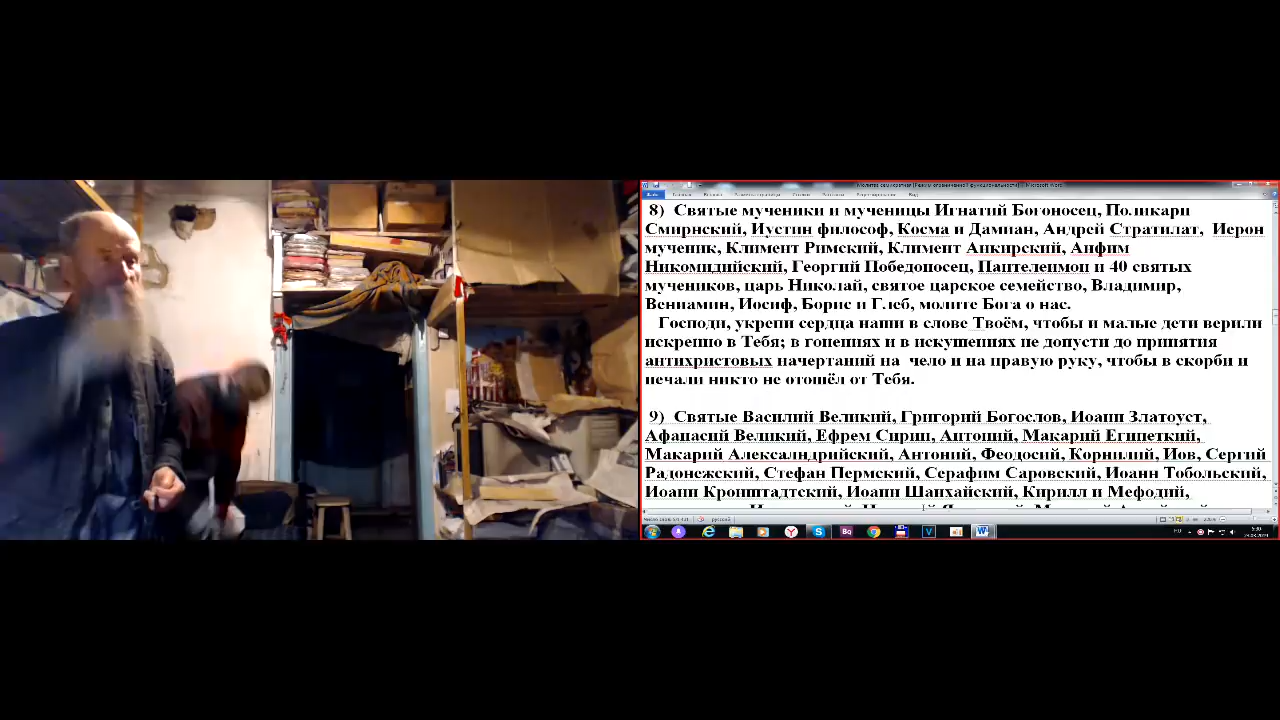 8) Святые мученики и мученицы Игнатий Богоносец, Поликарп
Смирнский, Иустин философ, Косма и Дамиан, Андрей Стратилат, Иерон
мученик, Климент Римский, Климент Анкирский, Анфим
Никомидийский, Георгий Победоносец, Пантелеимон и 40 святых
мучеников, царь Николай, святое царское семейство, Владимир,
Вениамин, Иосиф, Борис и Глеб, молите Бога о нас.
Господи, укрепи сердца наши в слове Твоём, чтобы и малые дети верили
искренно в Тебя; в гонениях и в искушениях не допусти до принятия
антихристовых начертаний на чело и на правую руку, чтобы в скорби и
печали никто не отошёл от Тебя.
9) Святые Василий Великий, Григорий Богослов, Иоанн Златоуст,
Афанасий Великий, Ефрем Сирин, Антоний, Макарий Египеткий,
Макарий Алексалндрийский, Антоний, Феодосий, Корнилий, Иов, Сергий
Радонежский, Стефан Пермский, Серафим Саровский, Иоанн Тобольский,
Иоанн Кронштадтский, Иоанн Шанхайский, Кирилл и Мефодий,